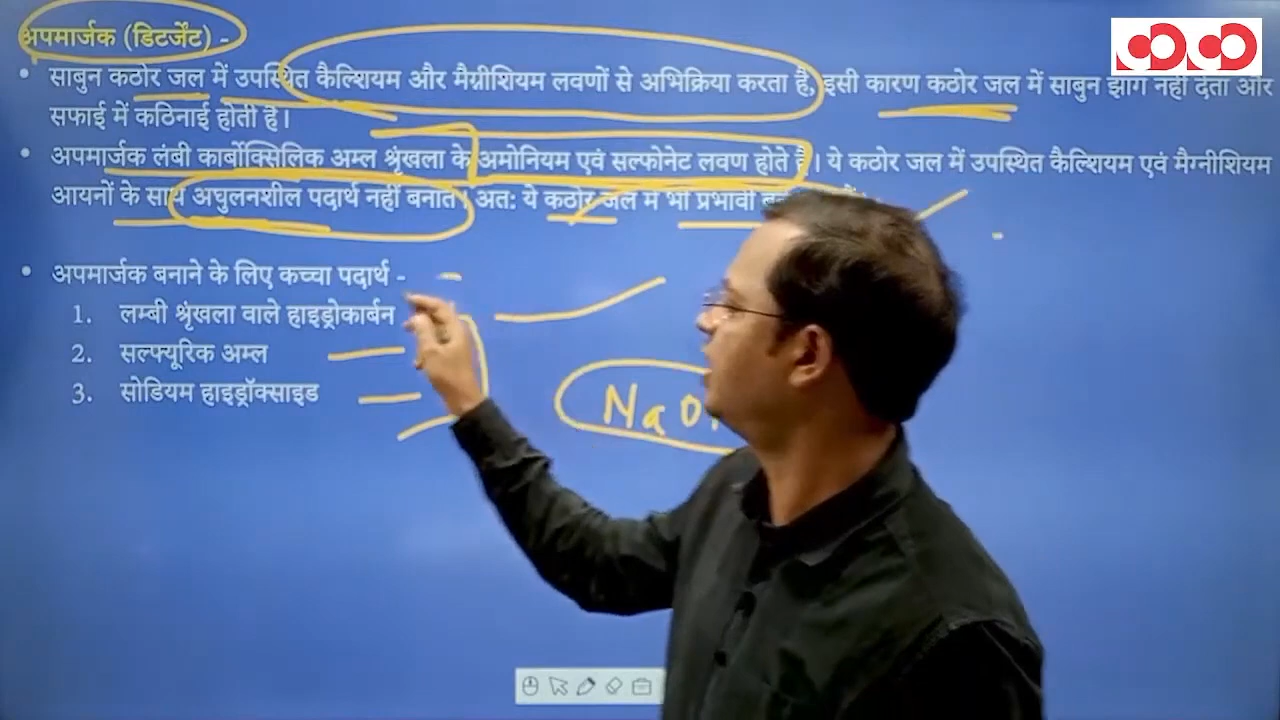 अपमार्जक (डिटर्जेंट) -
• साबुन कठोर जल में उपस्थित कैल्शियम और मैग्नीशियम लवणों से अभिक्रिया करता है, इसी कारण कठोर जल में साबुन झाग नहीं देता और
सफाई में कठिनाई होती है।
• अपमार्जक लंबी कार्बोक्सिलिक अम्ल श्रृंखला के अमोनियम एवं सल्फोनेट लवण होते है। ये कठोर जल में उपस्थित कैल्शियम एवं मैग्नीशियम
आयनों के साथ अघुलनशील पदार्थ नहीं बनाते अत: ये कठोर जल में भी प्रभावी
• अपमार्जक बनाने के लिए कच्चा पदार्थ -
1. लम्बी श्रृंखला वाले हाइड्रोकार्बन
2. सल्फ्यूरिक अम्ल
3. सोडियम हाइड्रॉक्साइड